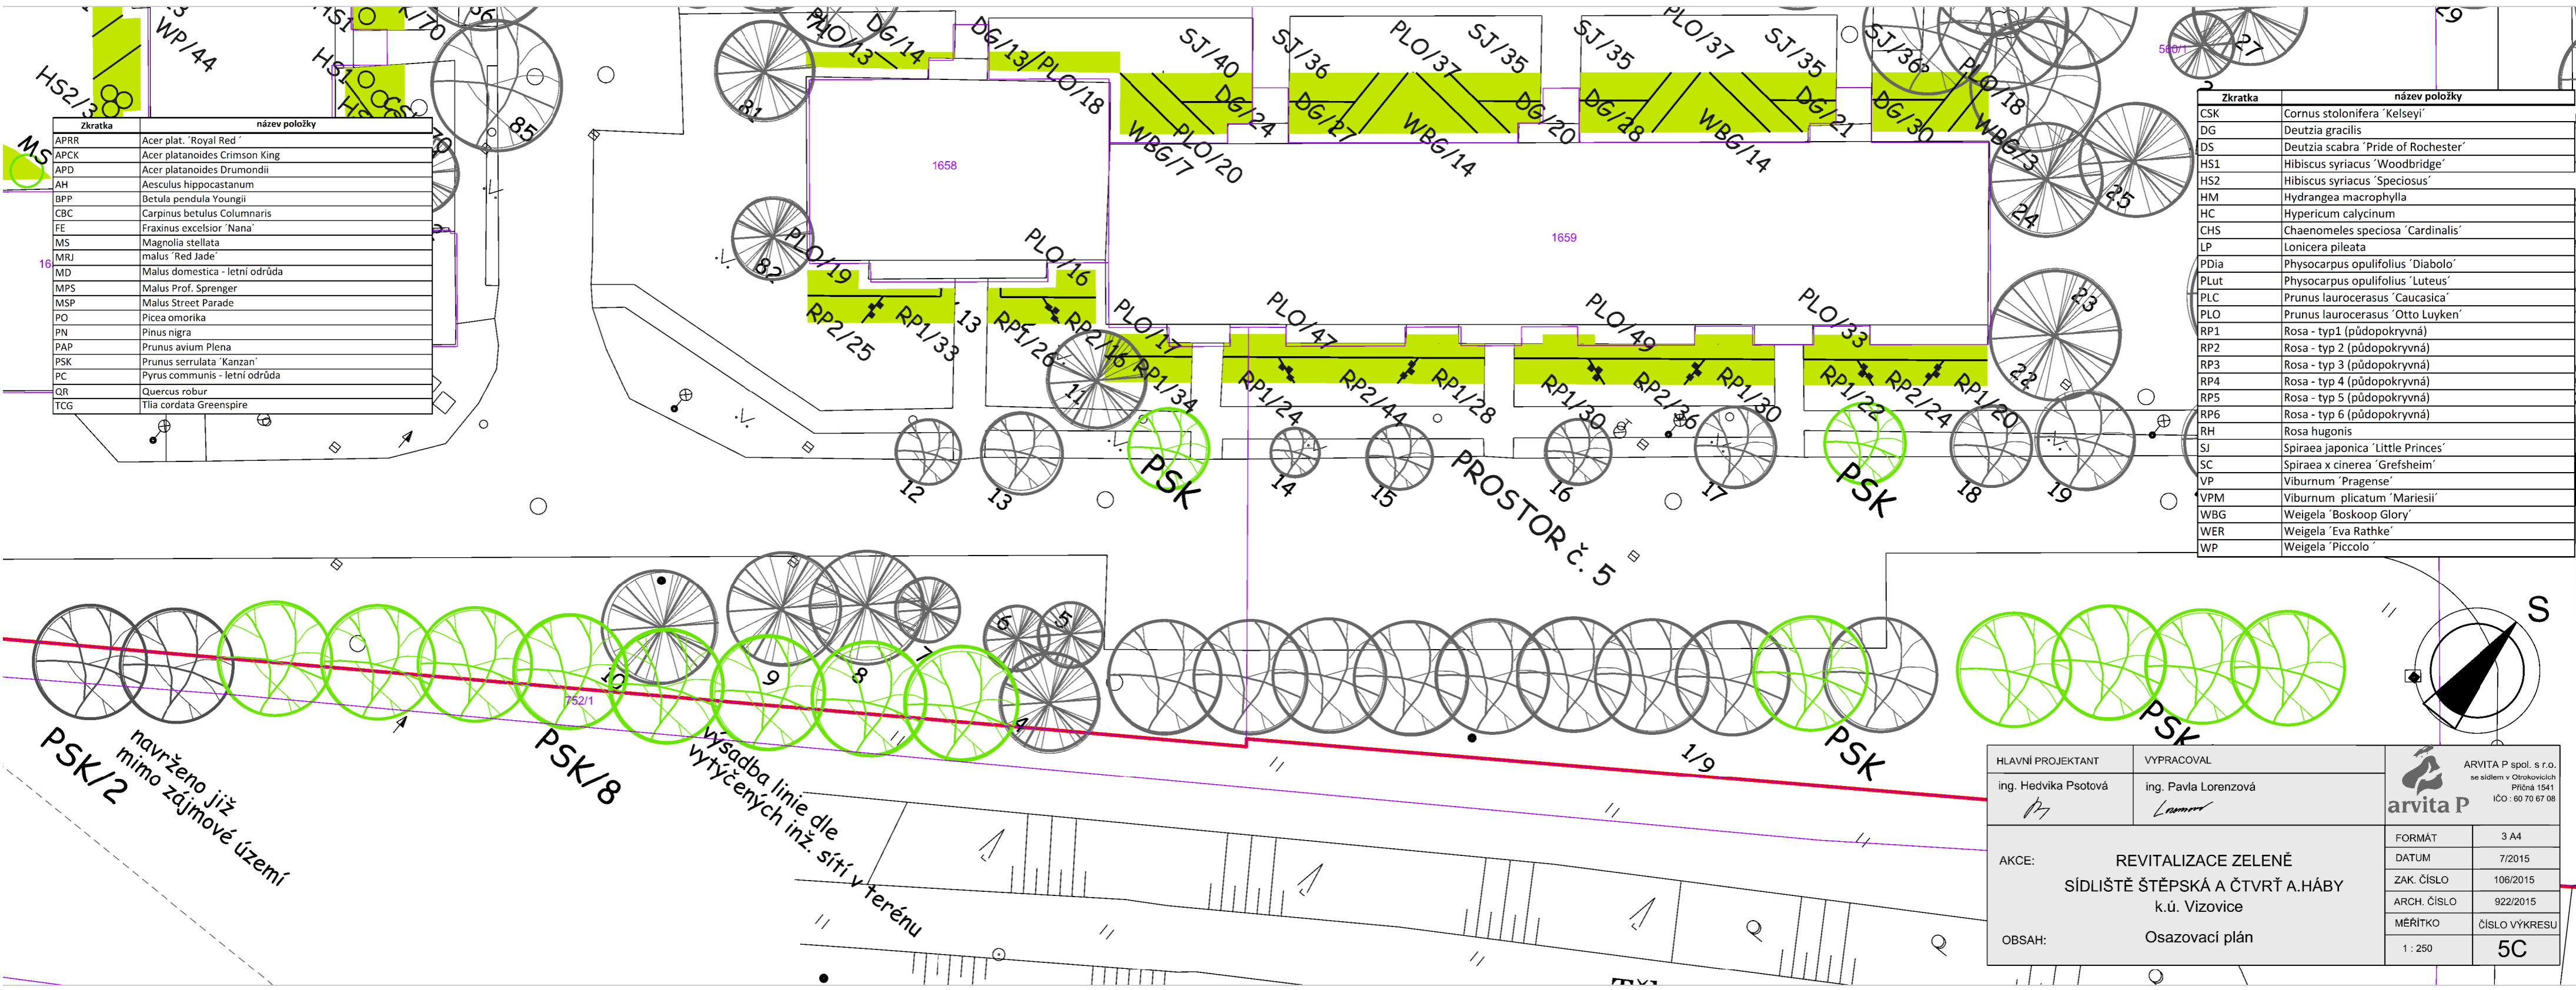 WP/44
HS1
HS2/3
HS1
MS
85
81
82
PLO/13
DG/14
DG/13
PLO/18
SJ/40
SJ/36
PLO/37
SJ/35
SJ/35
PLO/37
SJ/35
SJ/36
PLO/18
560/1
27
29
DG/24
DG/27
DG/20
DG/28
DG/21
DG/30
WBG/7
PLO/20
WBG/14
WBG/14
WBG/3
24
25
1658
1659
Zkratka název položky
APRR Acer plat. ´Royal Red ´
APCK Acer platanoides Crimson King
APD Acer platanoides Drumondii
AH Aesculus hippocastanum
BPP Betula pendula Youngii
CBC Carpinus betulus Columnaris
FE Fraxinus excelsior ´Nana´
MS Magnolia stellata
MRJ malus ´Red Jade´
MD Malus domestica - letní odrůda
MPS Malus Prof. Sprenger
MSP Malus Street Parade
PO Picea omorika
PN Pinus nigra
PAP Prunus avium Plena
PSK Prunus serrulata ´Kanzan´
PC Pyrus communis - letní odrůda
QR Quercus robur
TCG Tlia cordata Greenspire
Zkratka název položky
CSK Cornus stolonifera ´Kelseyi´
DG Deutzia gracilis
DS Deutzia scabra ´Pride of Rochester´
HS1 Hibiscus syriacus ´Woodbridge´
HS2 Hibiscus syriacus ´Speciosus´
HM Hydrangea macrophylla
HC Hypericum calycinum
CHS Chaenomeles speciosa ´Cardinalis´
LP Lonicera pileata
PDia Physocarpus opulifolius ´Diabolo´
PLut Physocarpus opulifolius ´Luteus´
PLC Prunus laurocerasus ´Caucasica´
PLO Prunus laurocerasus ´Otto Luyken´
RP1 Rosa - typ1 (půdopokryvná)
RP2 Rosa - typ 2 (půdopokryvná)
RP3 Rosa - typ 3 (půdopokryvná)
RP4 Rosa - typ 4 (půdopokryvná)
RP5 Rosa - typ 5 (půdopokryvná)
RP6 Rosa - typ 6 (půdopokryvná)
RH Rosa hugonis
SJ Spiraea japonica ´Little Princes´
SC Spiraea x cinerea ´Grefsheim´
VP Viburnum ´Pragense´
VPM Viburnum plicatum ´Mariesii´
WBG Weigela ´Boskoop Glory´
WER Weigela ´Eva Rathke´
WP Weigela ´Piccolo ´
PLO/19
PLO/16
RP2/25
RP1/33
13
RP1/26
RP2/16
PLO/17
RP1/34
PLO/47
RP1/24
RP2/44
RP1/28
PLO/49
RP1/30
RP2/36
RP1/30
PLO/33
RP1/22
RP2/24
RP1/20
23
22
11
12
13
PSK
14
15
PROSTOR č. 5
16
17
PSK
18
19
10
9
8
7
6
5
4
752/1
PSK/2
navrženo již
mimo zájmové území
PSK/8
výsadba linie dle
vytýčených inž. sítí v terénu
1/9
PSK
PSK
S
HLAVNÍ PROJEKTANT VYPRACOVAL
ing. Hedvika Psotová ing. Pavla Lorenzová
arvita P
ARVITA P spol. s r.o.
se sídlem v Otrokovicích
Příčná 1541
IČO : 60 70 67 08
AKCE: REVITALIZACE ZELENĚ
SÍDLIŠTĚ ŠTĚPSKÁ A ČTVRŤ A.HÁBY
k.ú. Vizovice
OBSAH: Osazovací plán
FORMÁT 3 A4
DATUM 7/2015
ZAK. ČÍSLO 106/2015
ARCH. ČÍSLO 922/2015
MĚŘÍTKO ČÍSLO VÝKRESU
1 : 250 5C